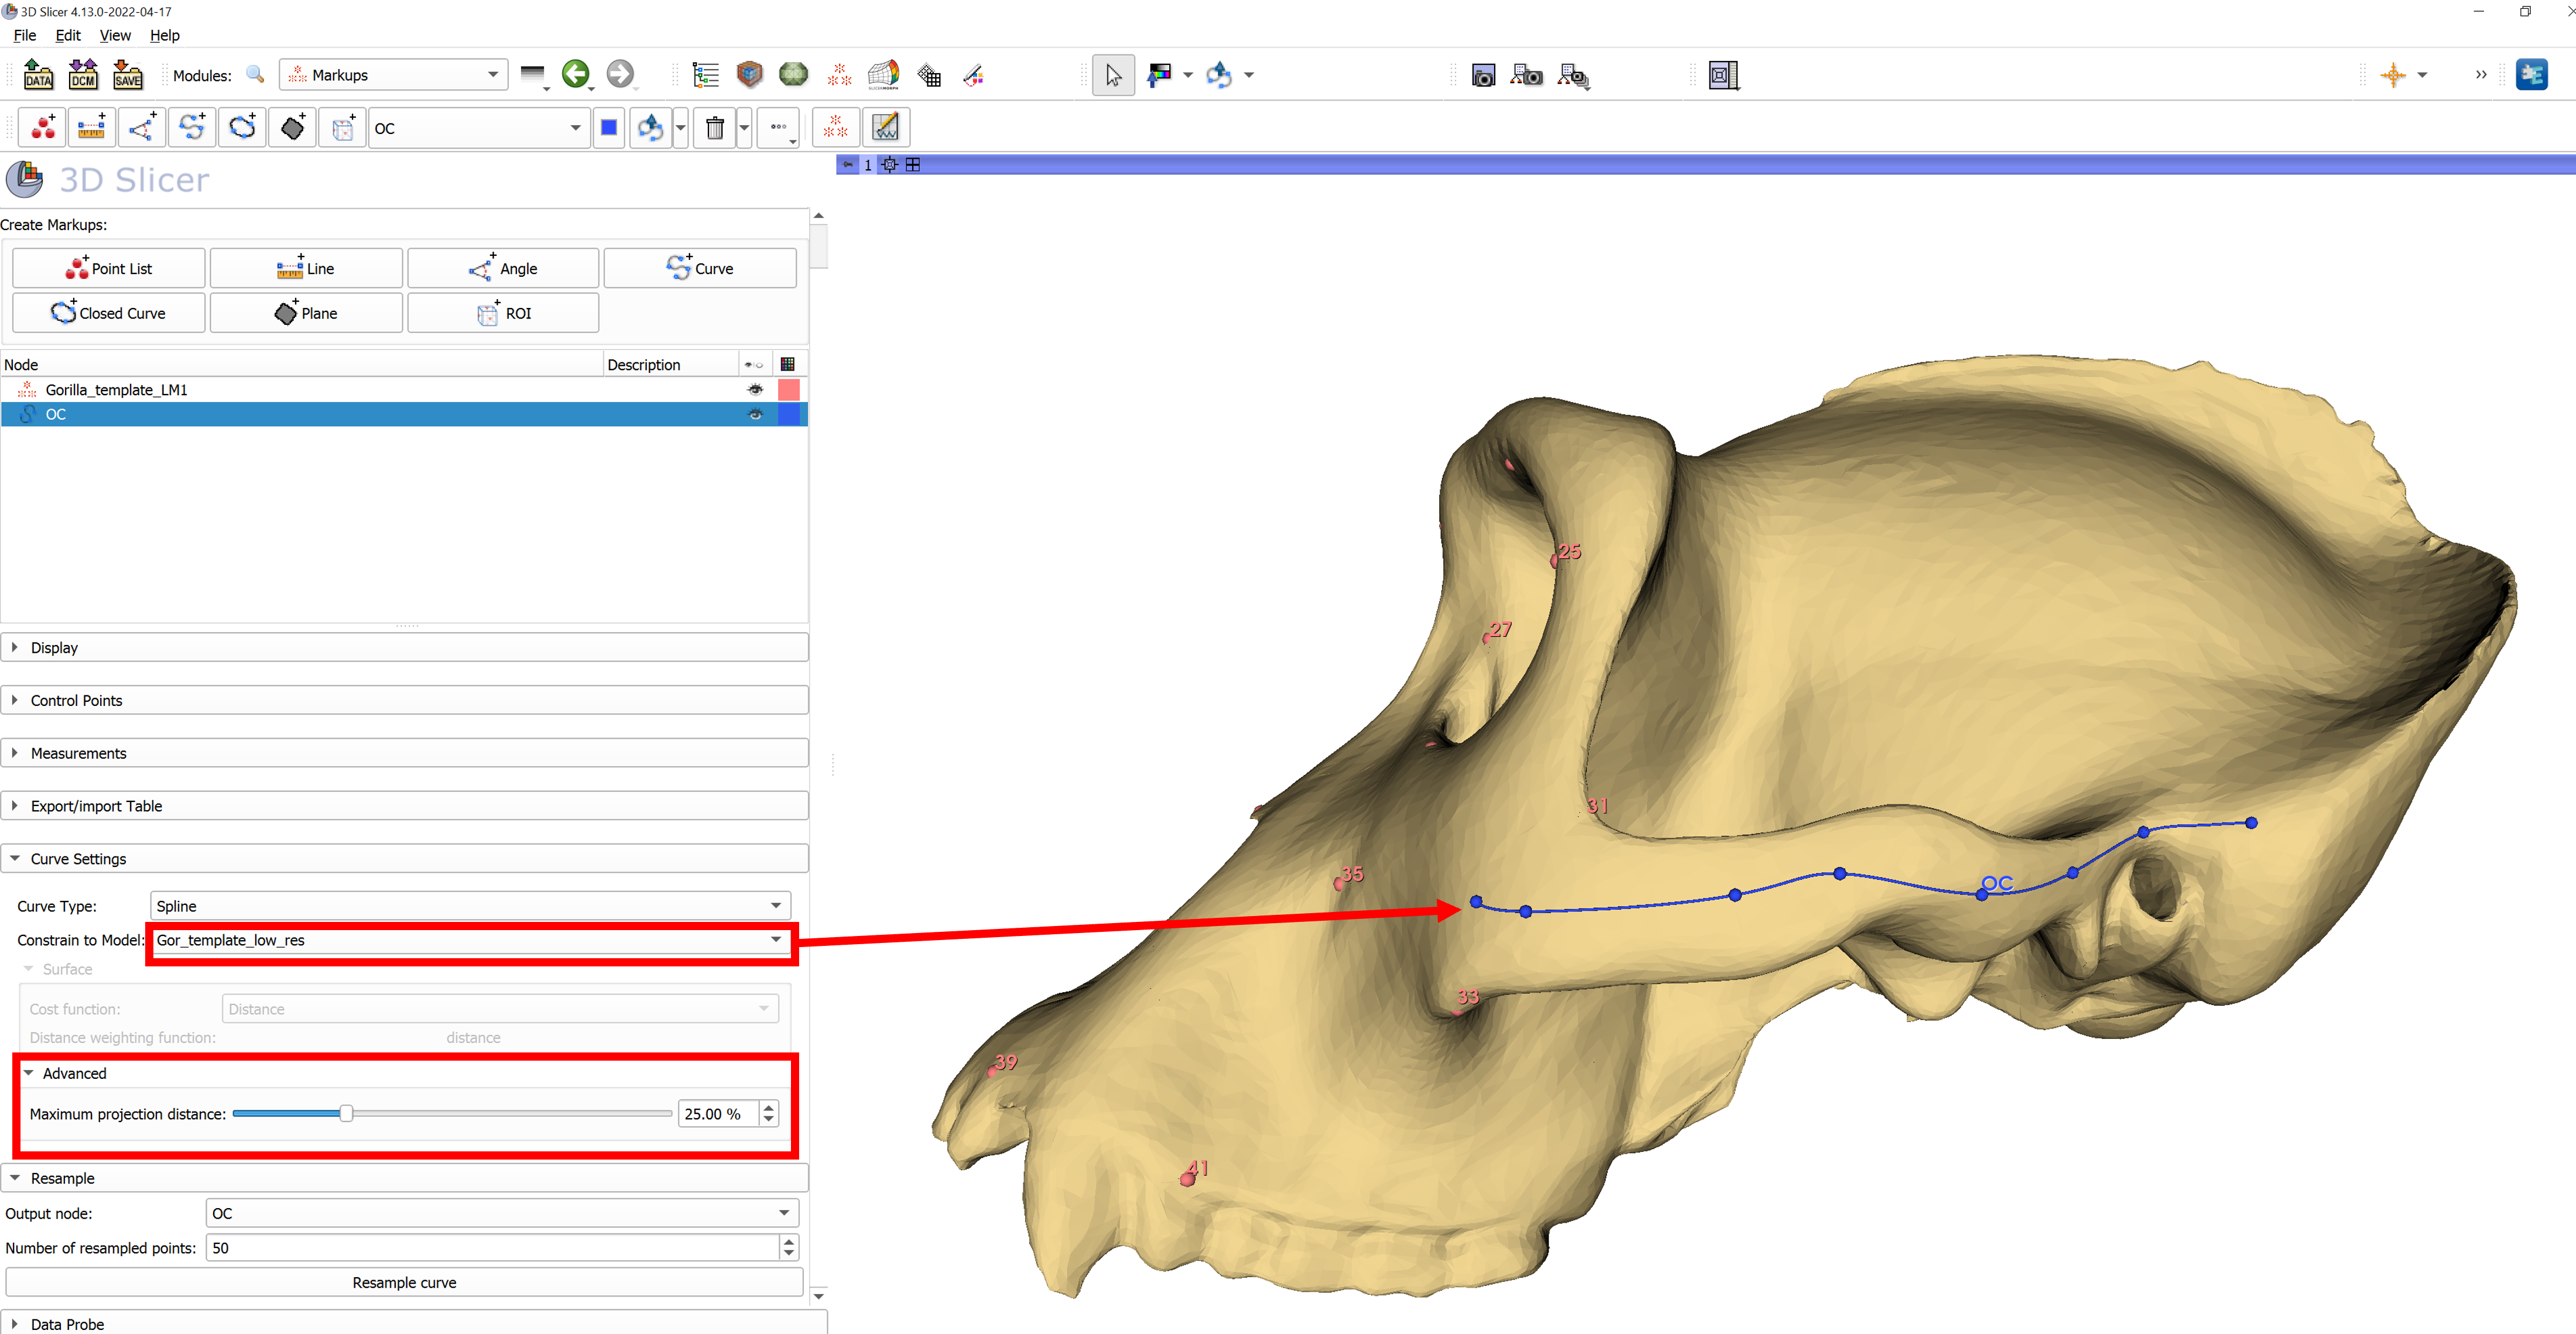 3D Slicer 4.13.0-2022-04-17
File Edit View Help
DATA DCM SAVE Modules: Markups
OC
1
3D Slicer
Create Markups:
Point List Line Angle Curve
Closed Curve Plane ROI
Node Description
Gorilla_template_LM1
OC
Display
Control Points
Measurements
Export/import Table
Curve Settings
Curve Type: Spline
Constrain to Model: Gor_template_low_res
Surface
Cost function: Distance
Distance weighting function: distance
Advanced
Maximum projection distance: 25.00 %
Resample
Output node: OC
Number of resampled points: 50
Resample curve
Data Probe
25
27
31
35
OC
33
39
41